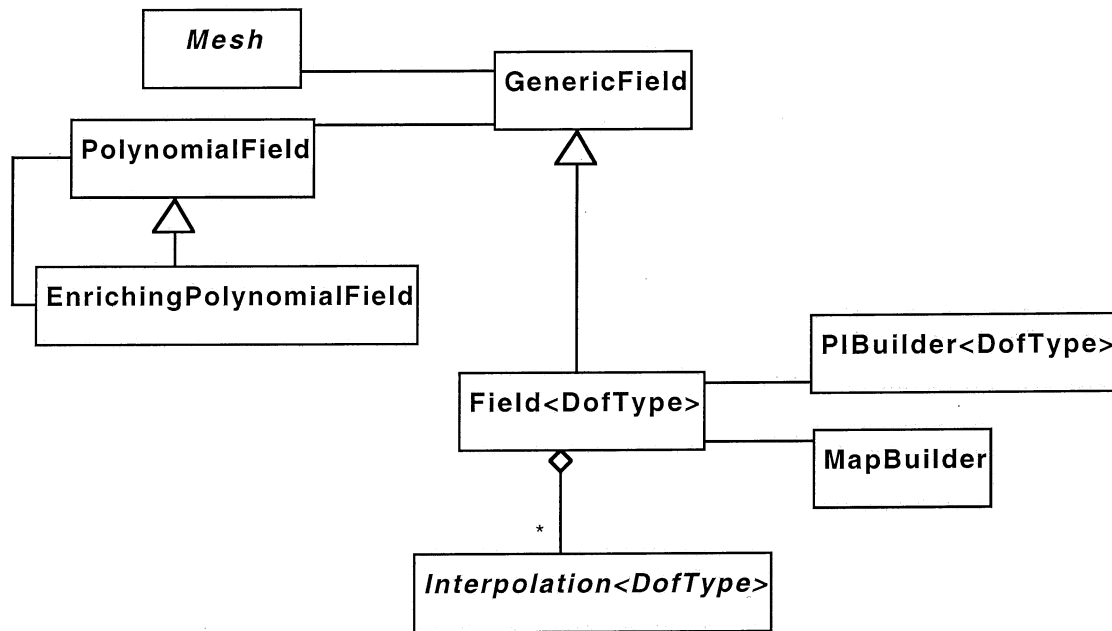 Mesh
GenericField
PolynomialField
EnrichingPolynomialField
PIBuilder<DofType>
Field<DofType>
MapBuilder
*
Interpolation<DofType>